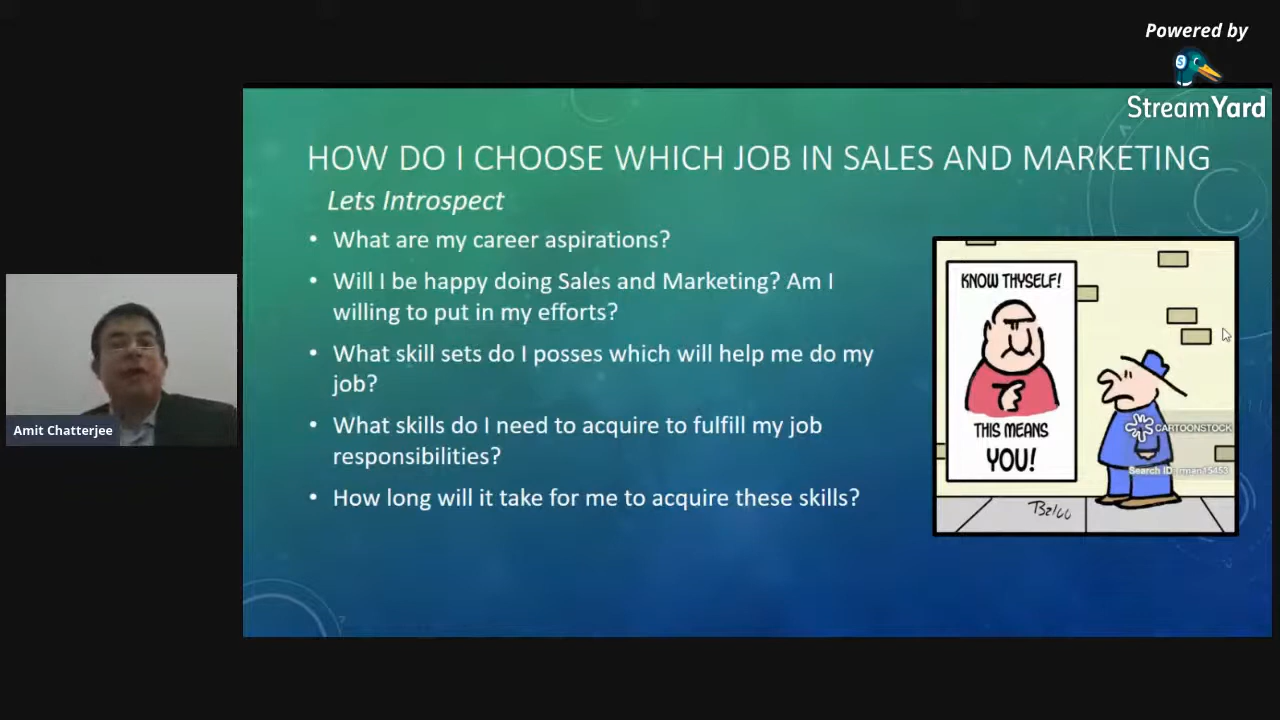 Powered by
StreamYard
HOW DO I CHOOSE WHICH JOB IN SALES AND MARKETING
Lets Introspect
• What are my career aspirations?
• Will I be happy doing Sales and Marketing? Am I
willing to put in my efforts?
• What skill sets do I posses which will help me do my
job?
• What skills do I need to acquire to fulfill my job
responsibilities?
• How long will it take for me to acquire these skills?
KNOW THYSELF!
THIS MEANS
YOU!
CARTOONSTOCK
Search ID:
Amit Chatterjee